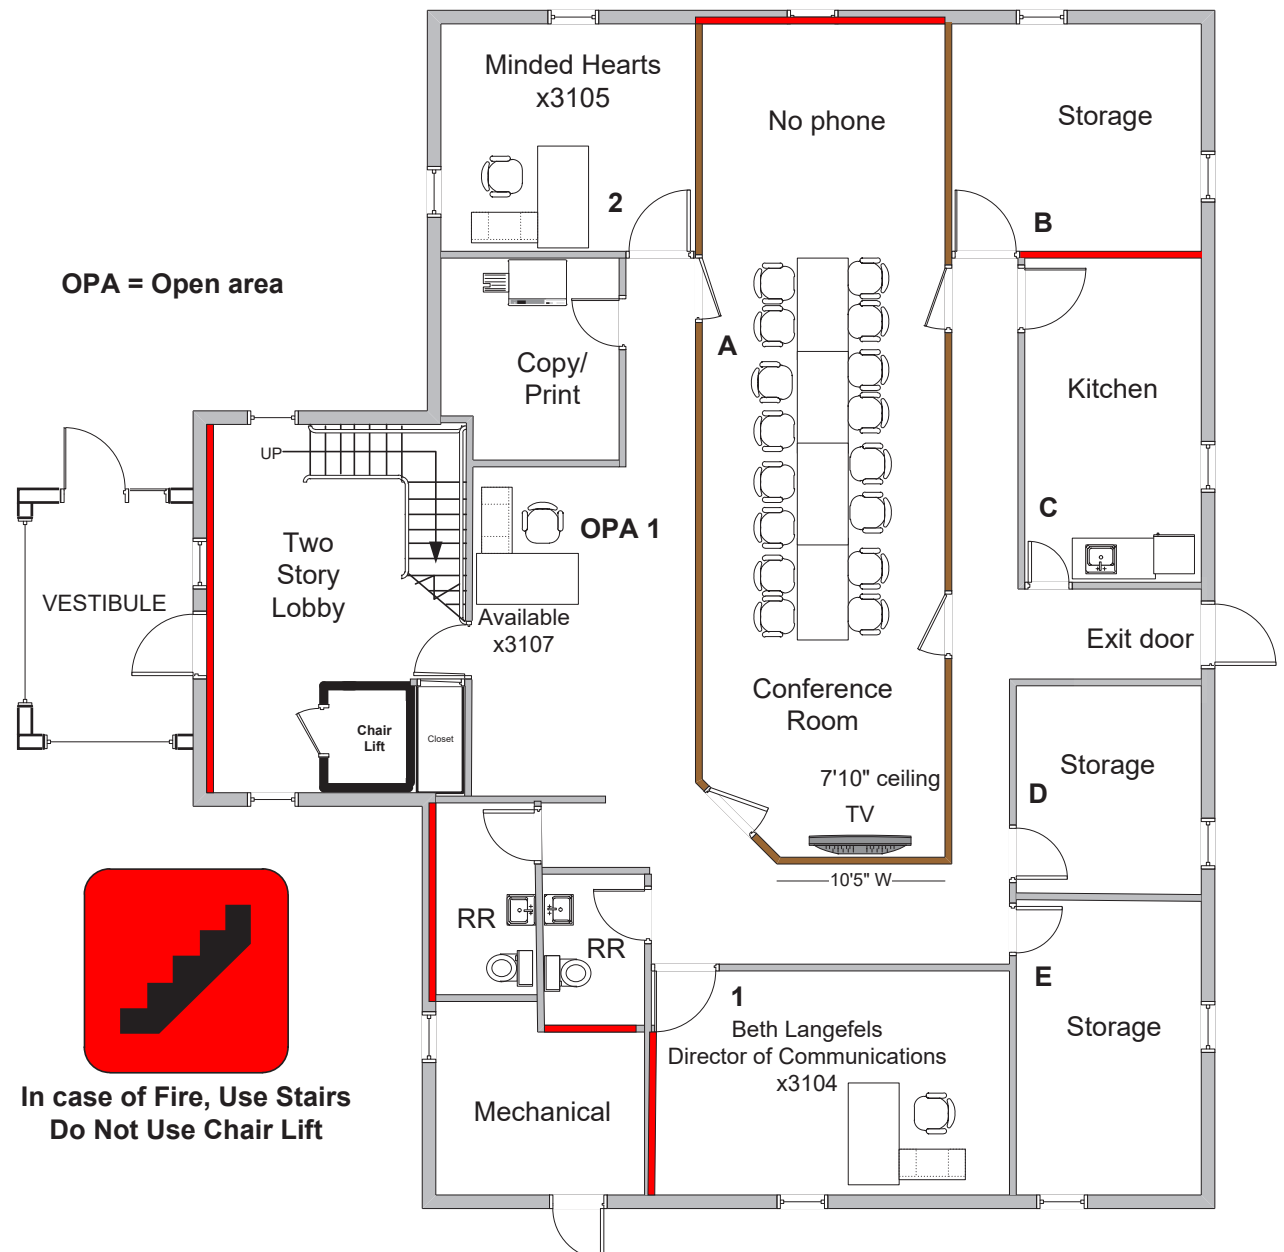 Minded Hearts
x3105
No phone
Storage
2
B
OPA = Open area
A
Copy/
Print
Kitchen
UP
C
OPA 1
Two
Story
Lobby
VESTIBULE
Available
x3107
Exit door
Conference
Room
Chair
Lift
Closet
7'10" ceiling
TV
Storage
D
10'5" W
RR
RR
E
1
Beth Langefels
Director of Communications
x3104
Storage
In case of Fire, Use Stairs
Do Not Use Chair Lift
Mechanical